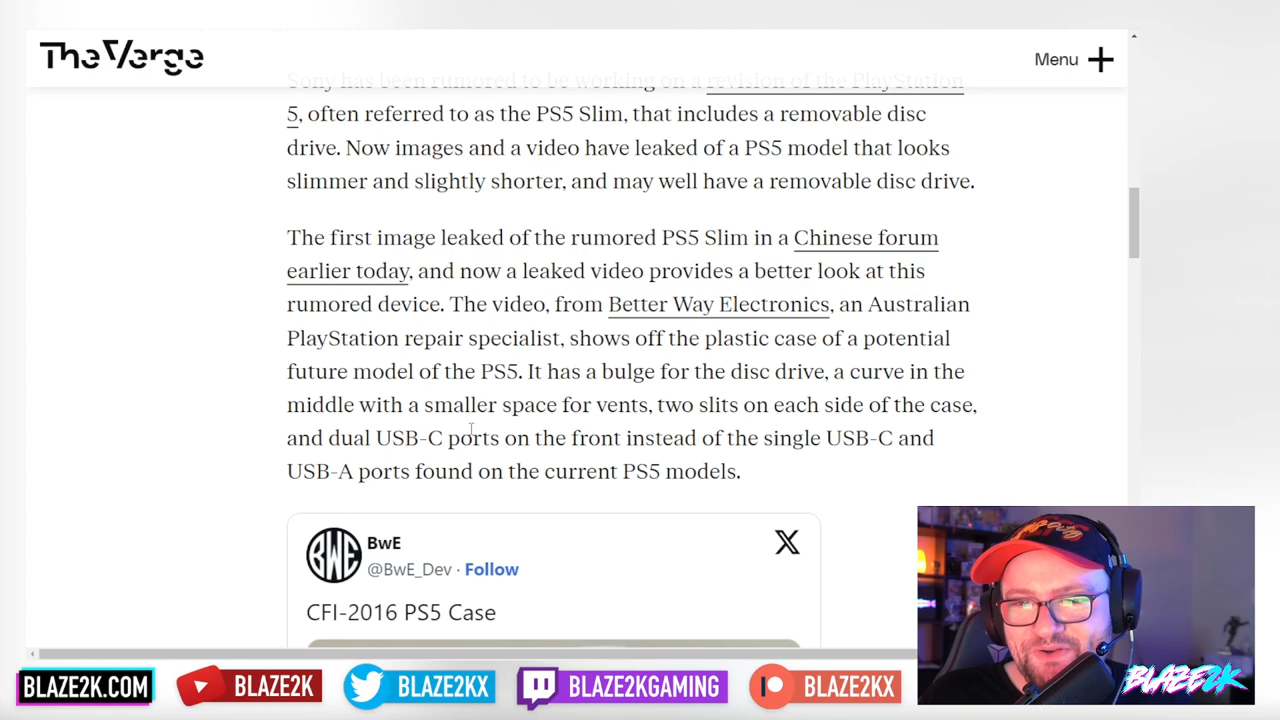 The Verge
Menu
Sony has been rumored to be working on a revision of the PlayStation
5, often referred to as the PS5 Slim, that includes a removable disc
drive. Now images and a video have leaked of a PS5 model that looks
slimmer and slightly shorter, and may well have a removable disc drive.
The first image leaked of the rumored PS5 Slim in a Chinese forum
earlier today, and now a leaked video provides a better look at this
rumored device. The video, from Better Way Electronics, an Australian
PlayStation repair specialist, shows off the plastic case of a potential
future model of the PS5. It has a bulge for the disc drive, a curve in the
middle with a smaller space for vents, two slits on each side of the case,
and dual USB-C ports on the front instead of the single USB-C and
USB-A ports found on the current PS5 models.
BWE
BwE
@BwE_Dev · Follow
CFI-2016 PS5 Case
BLAZE2K
BLAZE2K.COM
BLAZE2K
BLAZE2KX
BLAZE2KGAMING
BLAZE2KX